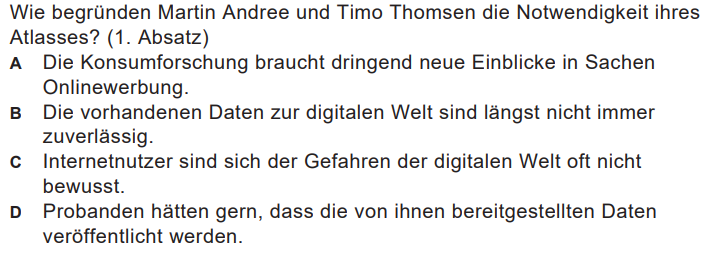 Wie begründen Martin Andree und Timo Thomsen die Notwendigkeit ihres
Atlasses? (1. Absatz)
A Die Konsumforschung braucht dringend neue Einblicke in Sachen
Onlinewerbung.
B Die vorhandenen Daten zur digitalen Welt sind längst nicht immer
zuverlässig.
C Internetnutzer sind sich der Gefahren der digitalen Welt oft nicht
bewusst.
D Probanden hätten gern, dass die von ihnen bereitgestellten Daten
veröffentlicht werden.